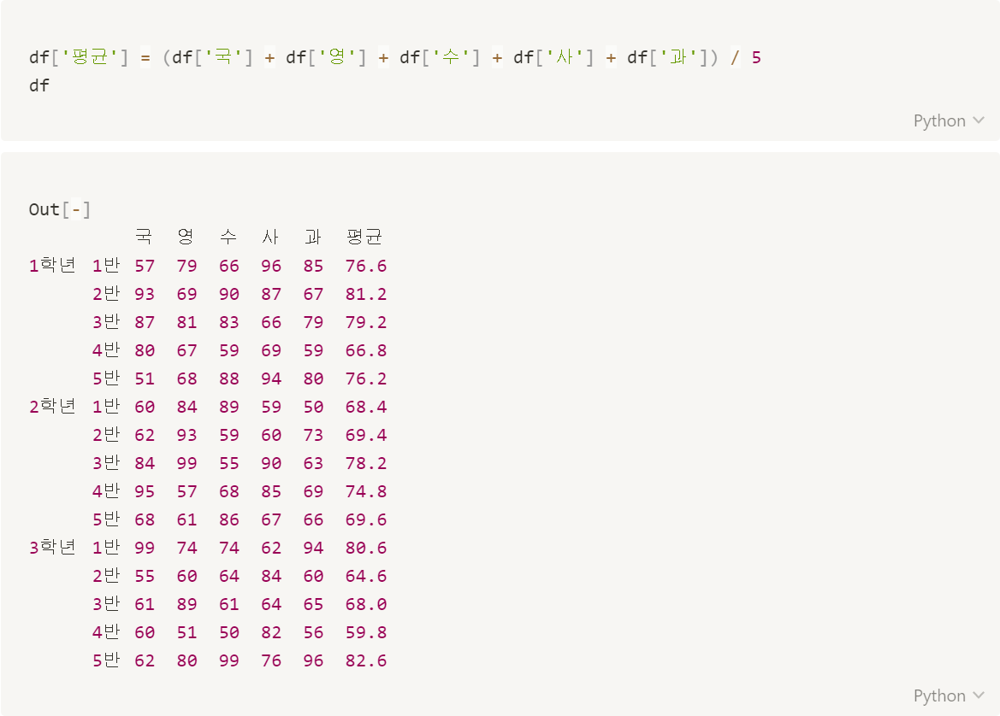 df['평균'] = (df['국'] + df['영'] + df['수'] + df['사'] + df['과']) / 5
df
Python
Out[-]
국 영 수 사 과 평균
1학년 1반 57 79 66 96 85 76.6
2반 93 69 90 87 67 81.2
3반 87 81 83 66 79 79.2
4반 80 67 59 69 59 66.8
5반 51 68 88 94 80 76.2
2학년 1반 60 84 89 59 50 68.4
2반 62 93 59 60 73 69.4
3반 84 99 55 90 63 78.2
4반 95 57 68 85 69 74.8
5반 68 61 86 67 66 69.6
3학년 1반 99 74 74 62 94 80.6
2반 55 60 64 84 60 64.6
3반 61 89 61 64 65 68.0
4반 60 51 50 82 56 59.8
5반 62 80 99 76 96 82.6
Python